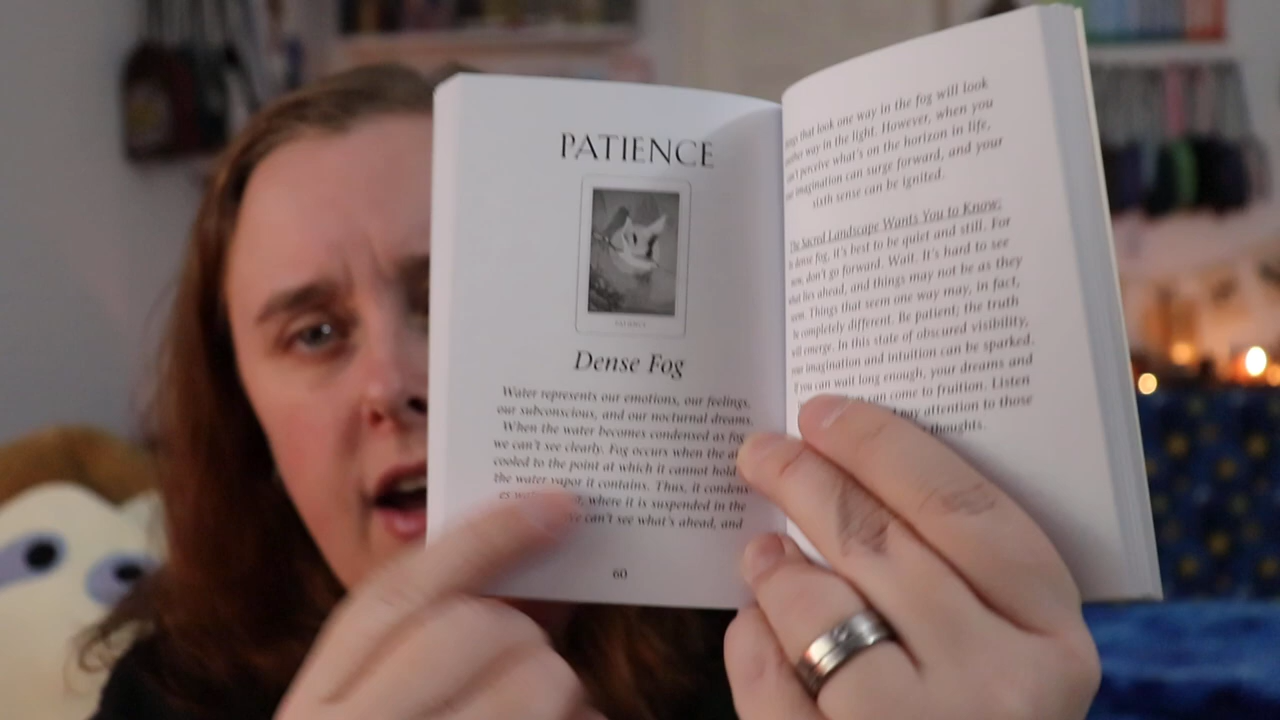 PATIENCE
PATIENCE
Dense Fog
Water represents our emotions, our feelings,
our subconscious, and our nocturnal dreams.
When the water becomes condensed as fog
we can't see clearly. Fog occurs when the
cooled to the point at which it cannot hold
the water vapor it contains. Thus, it
where it is suspended in the
can't see what's ahead, and
60
that look one way in the fog will look
way in the light. However, when you
perceive what's on the horizon in life,
imagination can surge forward, and your
sixth sense can be ignited.
The Sacred Landscape Wants You to Know:
dense fog, it's best to be quiet and still. For
now, don't go forward. Wait. It's hard to see
what lies ahead, and things may not be as they
seem. Things that seem one way may, in fact,
be completely different. Be patient; the truth
will emerge. In this state of obscured visibility,
your imagination and intuition can be sparked.
If you can wait long enough, your dreams and
can come to fruition. Listen
pay attention to those
thoughts.